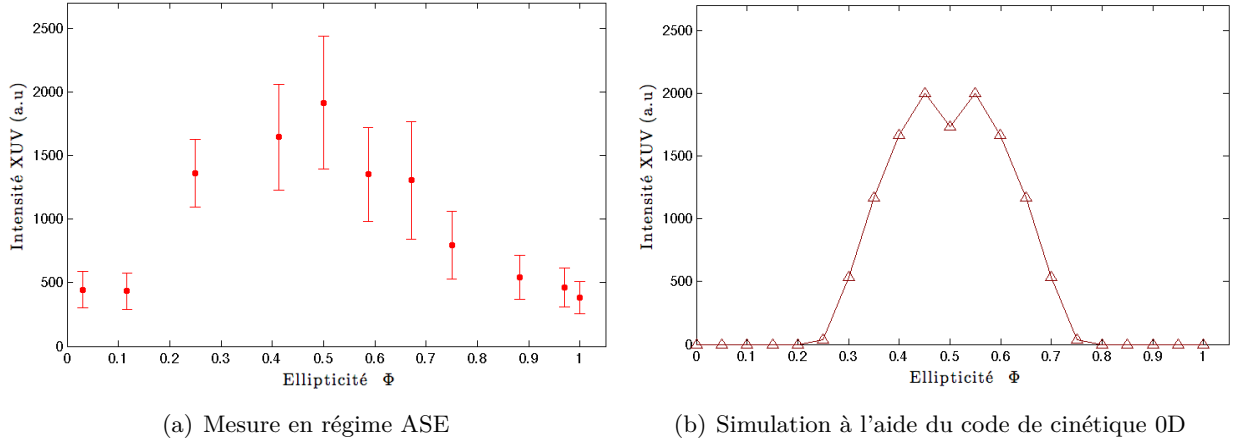 2500
2000
1500
1000
500
0
Intensité XUV (a.u)
0 0.1 0.2 0.3 0.4 0.5 0.6 0.7 0.8 0.9 1
Ellipticité Φ
(a) Mesure en régime ASE
2500
2000
1500
1000
500
0
Intensité XUV (a.u)
0 0.1 0.2 0.3 0.4 0.5 0.6 0.7 0.8 0.9 1
Ellipticité Φ
(b) Simulation à l'aide du code de cinétique 0D